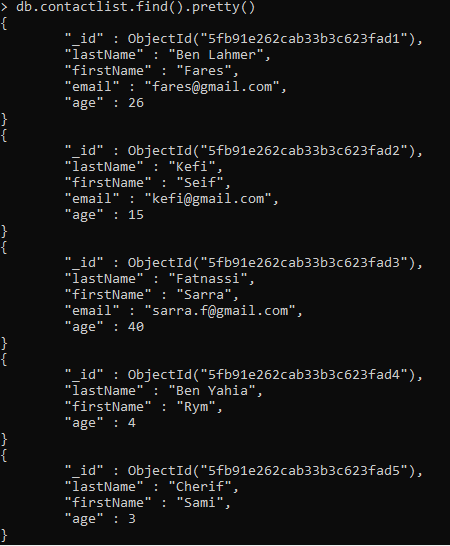 > db.contactlist.find().pretty()
{
"_id" : ObjectId("5fb91e262cab33b3c623fad1"),
"lastName" : "Ben Lahmer",
"firstName" : "Fares",
"email" : "fares@gmail.com",
"age" : 26
}
{
"_id" : ObjectId("5fb91e262cab33b3c623fad2"),
"lastName" : "Kefi",
"firstName" : "Seif",
"email" : "kefi@gmail.com",
"age" : 15
}
{
"_id" : ObjectId("5fb91e262cab33b3c623fad3"),
"lastName" : "Fatnassi",
"firstName" : "Sarra",
"email" : "sarra.f@gmail.com",
"age" : 40
}
{
"_id" : ObjectId("5fb91e262cab33b3c623fad4"),
"lastName" : "Ben Yahia",
"firstName" : "Rym",
"age" : 4
}
{
"_id" : ObjectId("5fb91e262cab33b3c623fad5"),
"lastName" : "Cherif",
"firstName" : "Sami",
"age" : 3
}